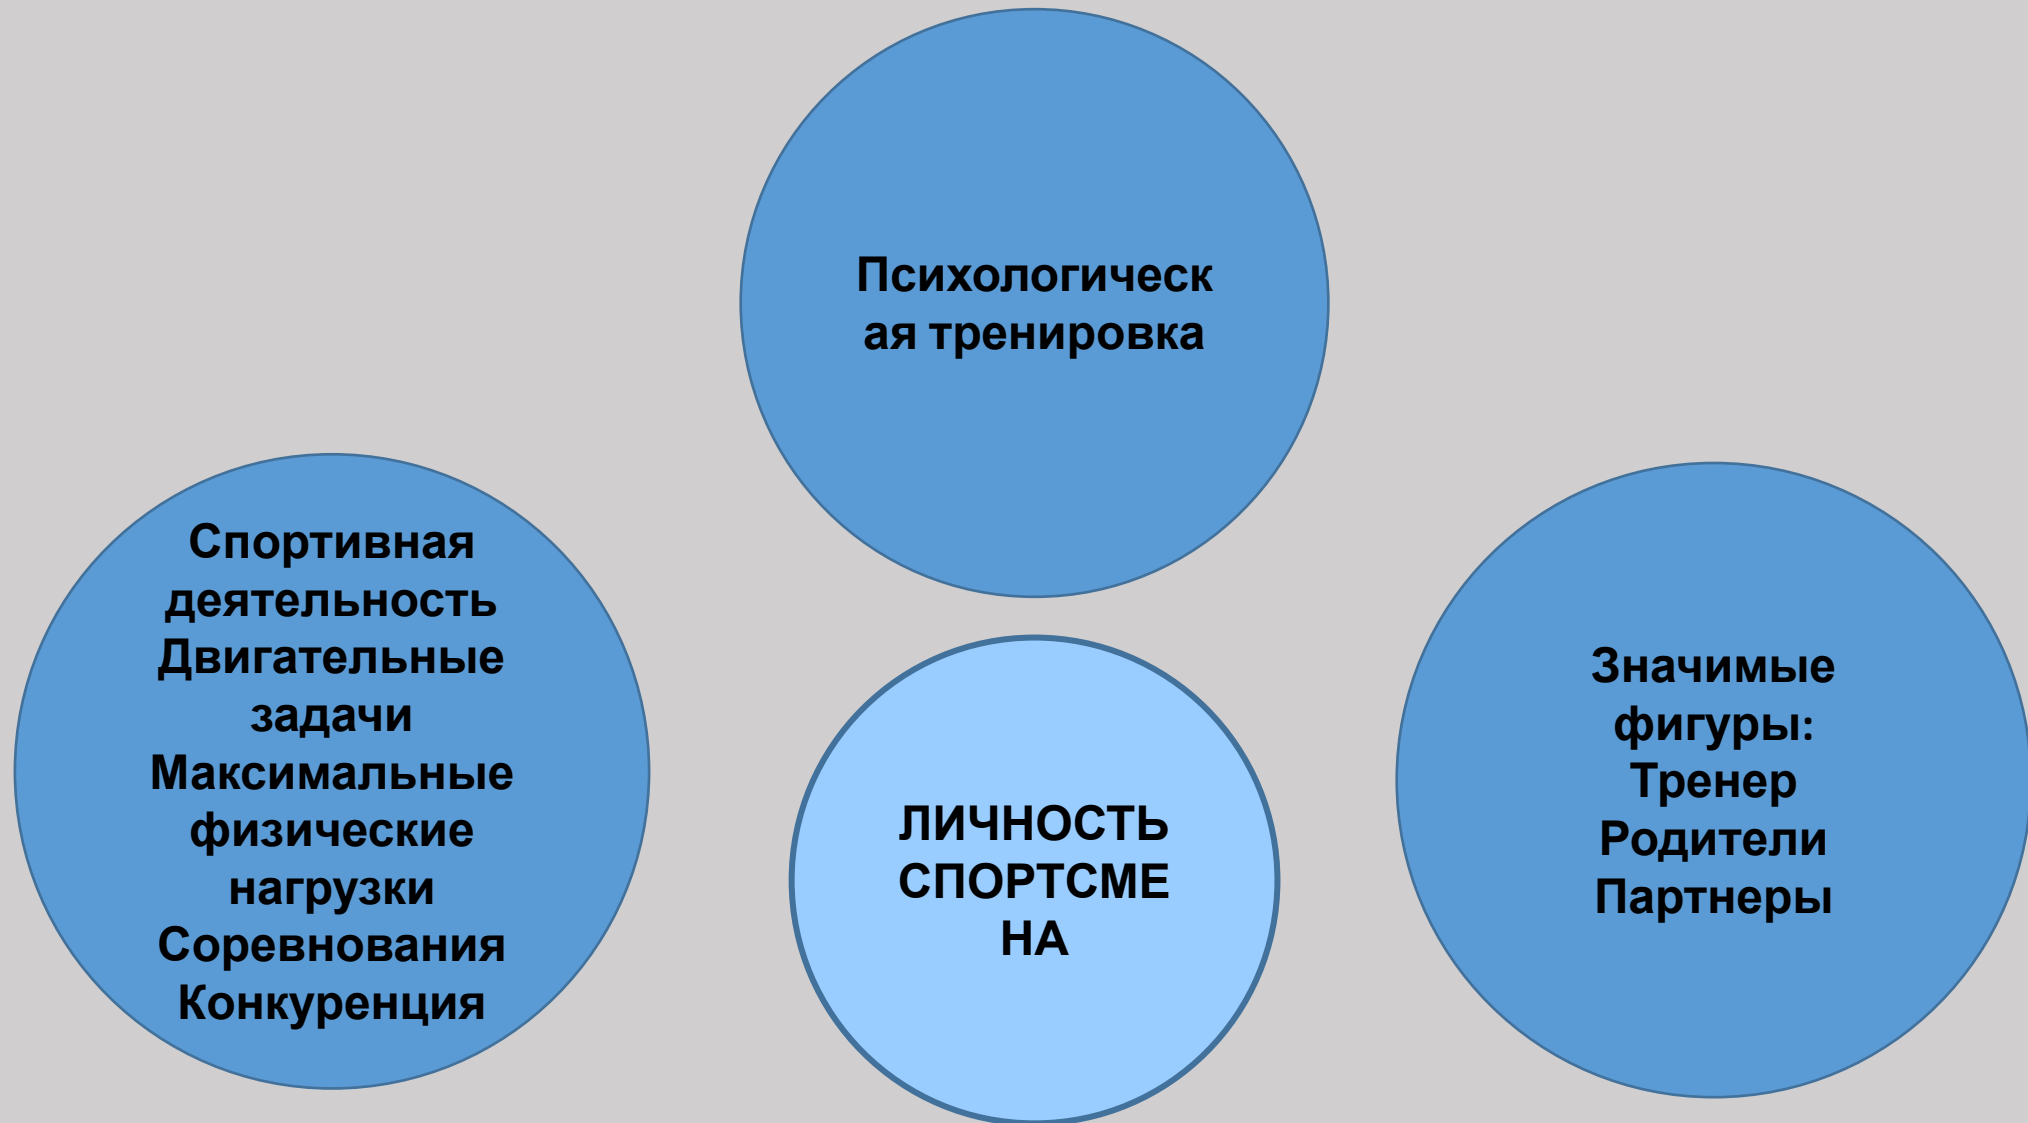 Психологическ
ая тренировка
Спортивная
деятельность
Двигательные
задачи
Максимальные
физические
нагрузки
Соревнования
Конкуренция
ЛИЧНОСТЬ
СПОРТСМЕ
НА
Значимые
фигуры:
Тренер
Родители
Партнеры